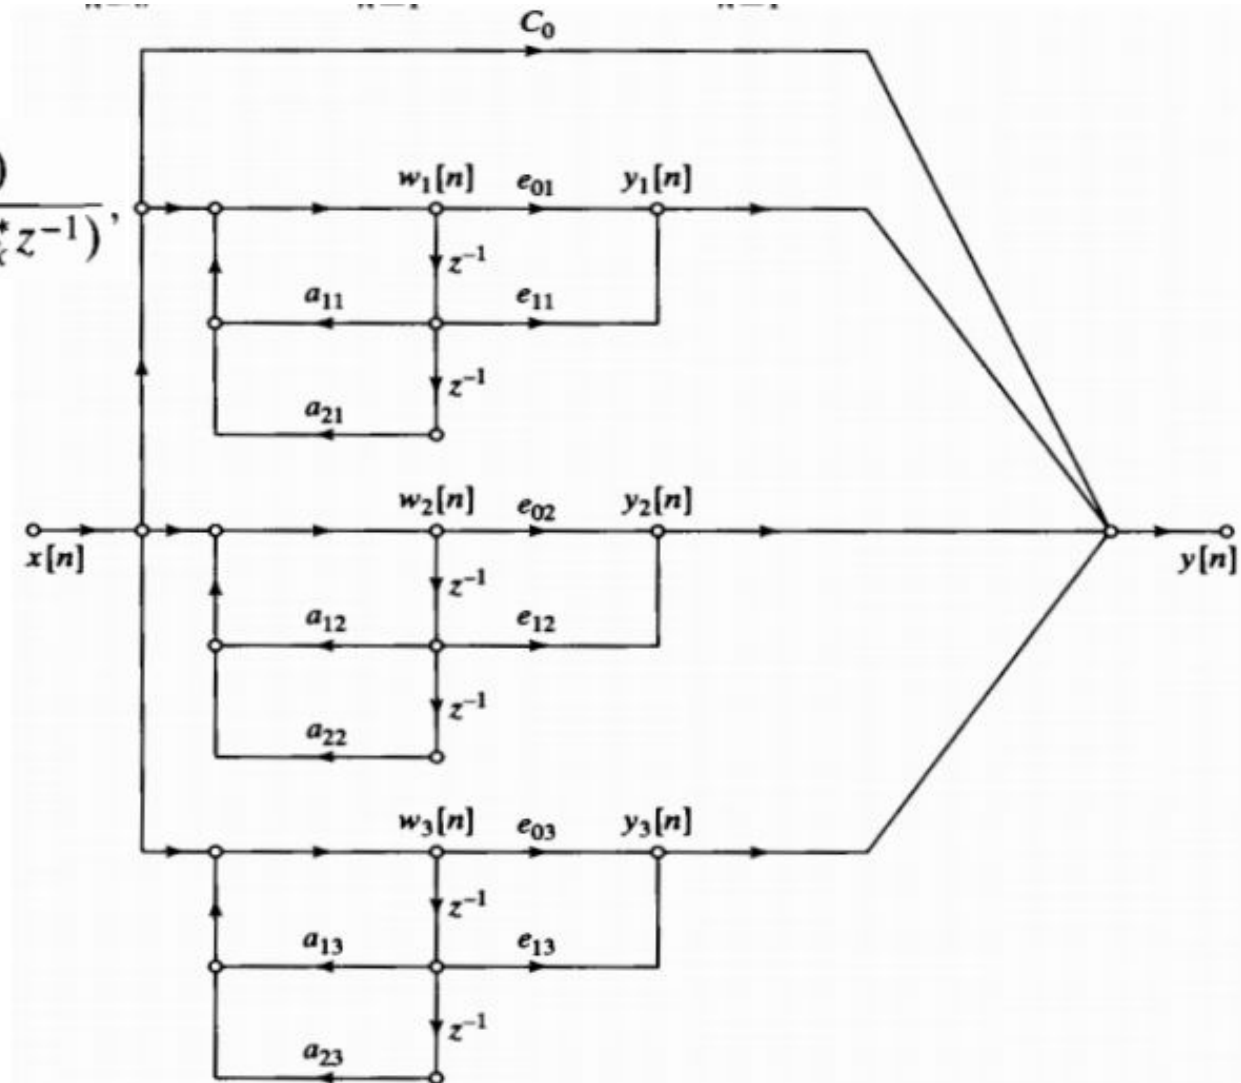 C₀
)
*ₖ z⁻¹)',
w₁[n] e₀₁ y₁[n]
z⁻¹
a₁₁ e₁₁
z⁻¹
a₂₁
w₂[n] e₀₂ y₂[n]
x[n] y[n]
z⁻¹
a₁₂ e₁₂
z⁻¹
a₂₂
w₃[n] e₀₃ y₃[n]
z⁻¹
a₁₃ e₁₃
z⁻¹
a₂₃